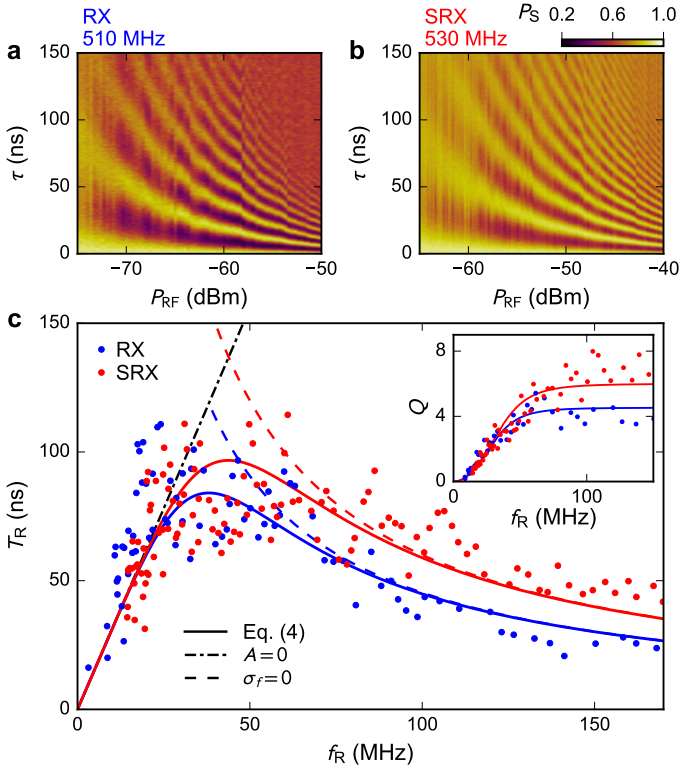 RX
510 MHz
SRX
530 MHz
P_S 0.2 0.6 1.0
a
b
150
100
50
0
τ (ns)
−70 −60 −50
P_RF (dBm)
150
100
50
0
τ (ns)
−60 −50 −40
P_RF (dBm)
c
150
100
50
0
T_R (ns)
RX
SRX
Eq. (4)
A=0
σ_f=0
8
4
0
Q
0 100
f_R (MHz)
0 50 100 150
f_R (MHz)